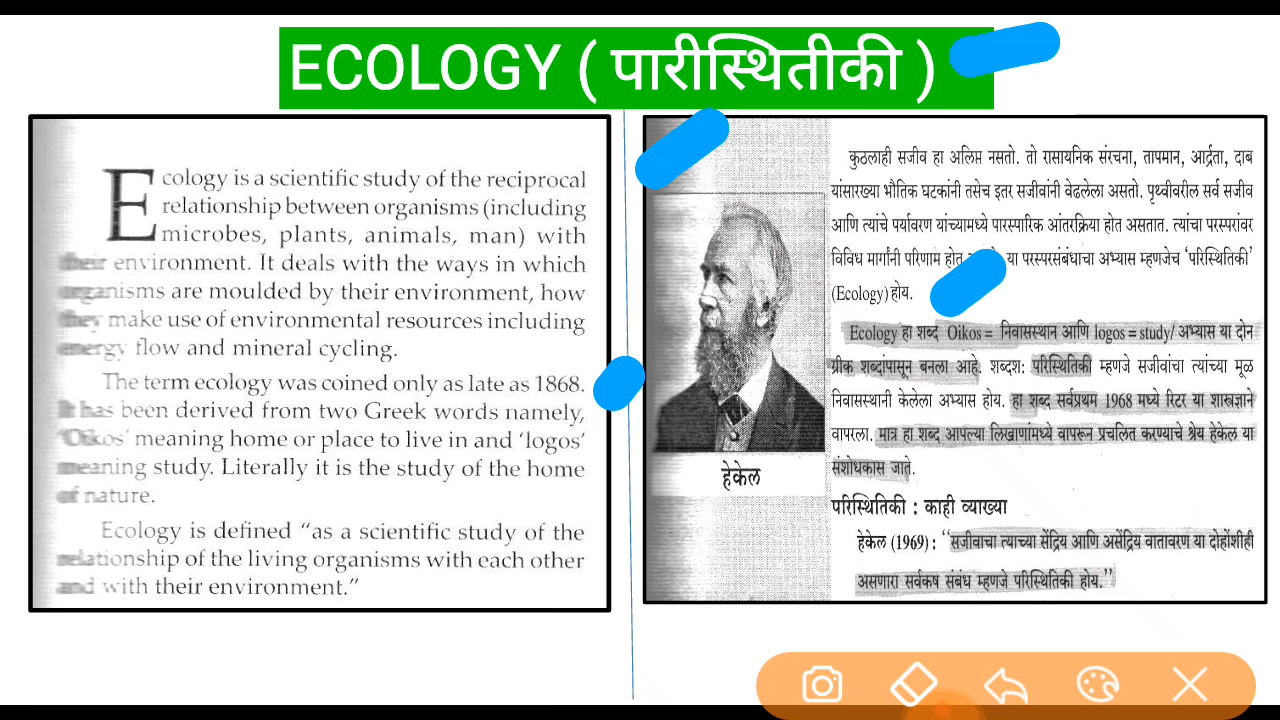 ECOLOGY ( पारीस्थितीकी )
Ecology is a scientific study of the reciprocal
relationship between organisms (including
microbes, plants, animals, man) with
their environment. It deals with the ways in which
organisms are moulded by their environment, how
they make use of environmental resources including
energy flow and mineral cycling.
The term ecology was coined only as late as 1868.
It has been derived from two Greek words namely,
'Oikos' meaning home or place to live in and 'logos'
meaning study. Literally it is the study of the home
of nature.
Ecology is defined "as a scientific study of the
relationship of the living organisms with each other
and with their environment."
कुठलाही सजीव हा अलिप्त नसतो. तो रासायनिक संरचना, तापमान, आर्द्रता, दाब
यांसारख्या भौतिक घटकांनी तसेच इतर सजीवांनी वेढलेला असतो. पृथ्वीवरील सर्व सजीव
आणि त्यांचे पर्यावरण यांच्यामध्ये पारस्पारिक आंतरक्रिया होत असतात. त्यांचा परस्परांवर
विविध मार्गांनी परिणाम होत या परस्परसंबंधाचा अभ्यास म्हणजेच 'परिस्थितिकी'
(Ecology) होय.
Ecology हा शब्द Oikos = निवासस्थान आणि logos = study/ अभ्यास या दोन
ग्रीक शब्दांपासून बनला आहे. शब्दश: परिस्थितिकी म्हणजे सजीवांचा त्यांच्या मूळ
निवासस्थानी केलेला अभ्यास होय. हा शब्द सर्वप्रथम 1968 मध्ये रिटर या शास्त्रज्ञाने
वापरला. मात्र हा शब्द आपल्या लिखाणांमध्ये वापरून प्रचलित करण्याचे श्रेय हेकेल या
संशोधकास जाते.
हेकेल
परिस्थितिकी : काही व्याख्या
हेकेल (1969) : "सजीवाचा त्याच्या सेंद्रिय आणि असेंद्रिय वातावरण या दोहोंशीही
असणारा सर्वकष संबंध म्हणजे परिस्थितिकी होय."